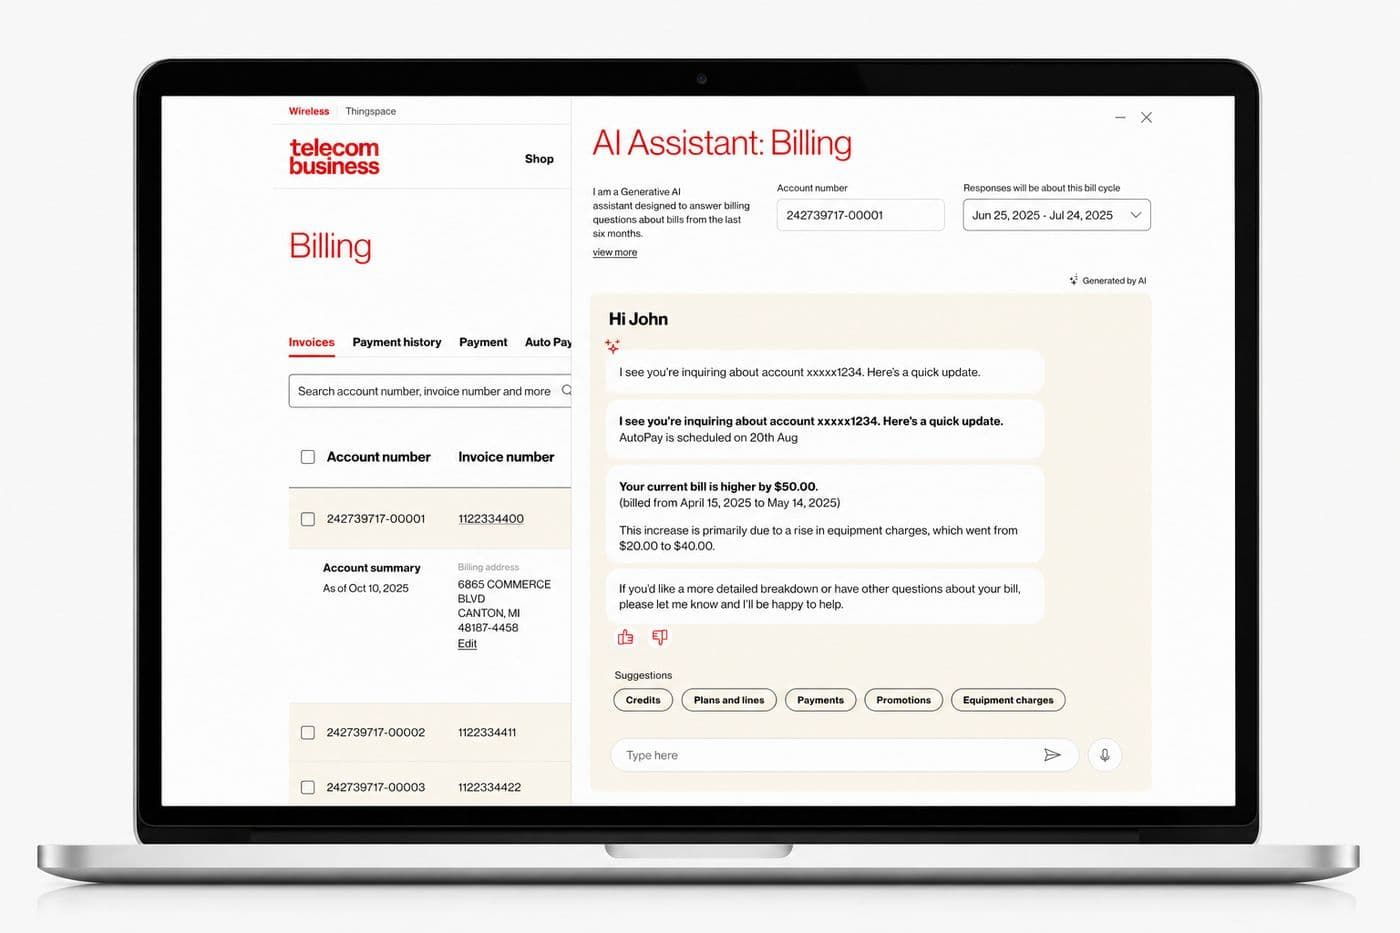 Wireless
Thingspace
telecom
business
Shop
Billing
Invoices
Payment history
Payment
Auto Pay
Search account number, invoice number and more
Account number
Invoice number
242739717-00001
1122334400
Account summary
As of Oct 10, 2025
Billing address
6865 COMMERCE
BLVD
CANTON, MI
48187-4458
Edit
242739717-00002
1122334411
242739717-00003
1122334422
AI Assistant: Billing
I am a Generative AI
assistant designed to answer billing
questions about bills from the last
six months.
view more
Account number
242739717-00001
Responses will be about this bill cycle
Jun 25, 2025 - Jul 24, 2025
Generated by AI
Hi John
I see you're inquiring about account xxxxx1234. Here's a quick update.
I see you're inquiring about account xxxxx1234. Here's a quick update.
AutoPay is scheduled on 20th Aug
Your current bill is higher by $50.00.
(billed from April 15, 2025 to May 14, 2025)
This increase is primarily due to a rise in equipment charges, which went from
$20.00 to $40.00.
If you'd like a more detailed breakdown or have other questions about your bill,
please let me know and I'll be happy to help.
Suggestions
Credits
Plans and lines
Payments
Promotions
Equipment charges
Type here